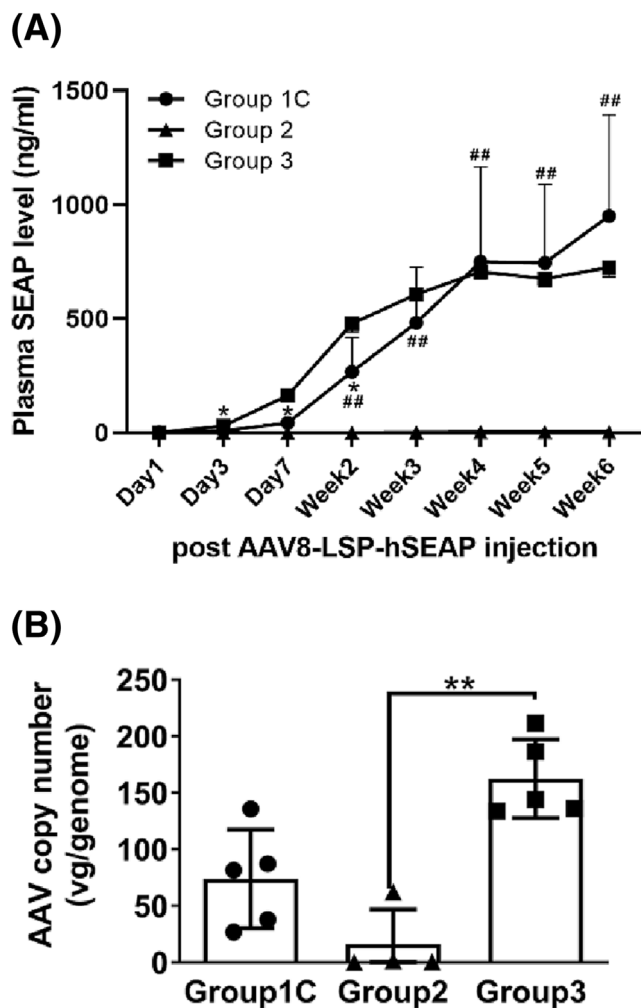 (A)
Plasma SEAP level (ng/ml)
1500
1000
500
0
Group 1C
Group 2
Group 3
*
*
*
##
##
##
##
##
Day1
Day3
Day7
Week2
Week3
Week4
Week5
Week6
post AAV8-LSP-hSEAP injection
(B)
AAV copy number
(vg/genome)
250
200
150
100
50
0
**
Group1C
Group2
Group3